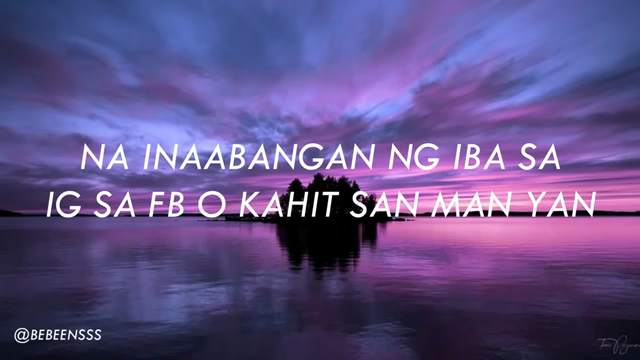 NA INAABANGAN NG IBA SA
IG SA FB O KAHIT SAN MAN YAN
@BEBEENSSS